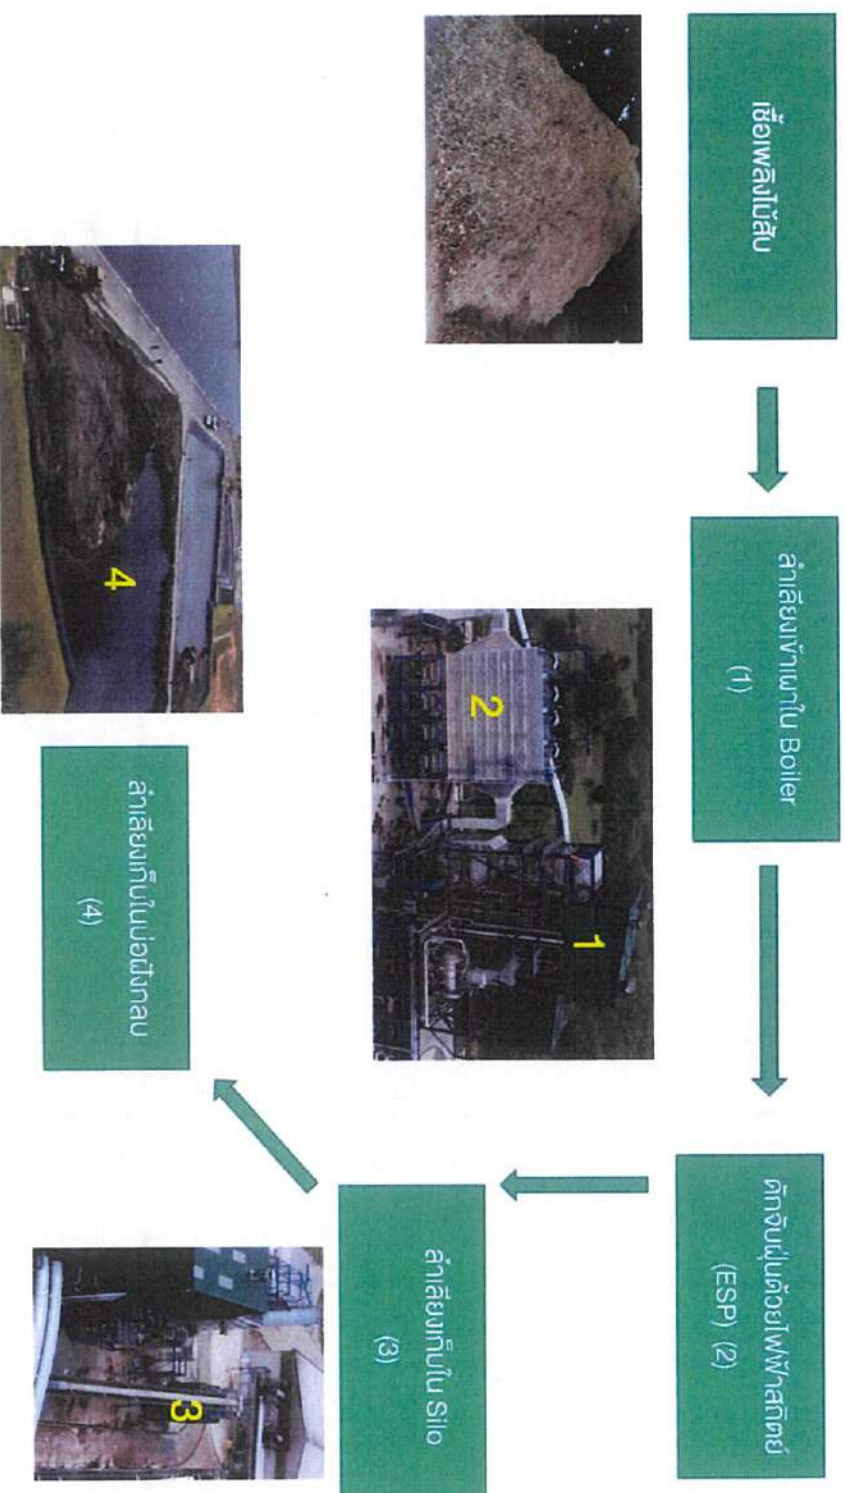 เชื้อเพลิงไม้สับ
ลำเลียงเข้าเผาใน Boiler
(1)
ดักจับฝุ่นด้วยไฟฟ้าสถิตย์
(ESP) (2)
2
1
ลำเลียงเก็บใน Silo
(3)
3
ลำเลียงเก็บในบ่อฝังกลบ
(4)
4